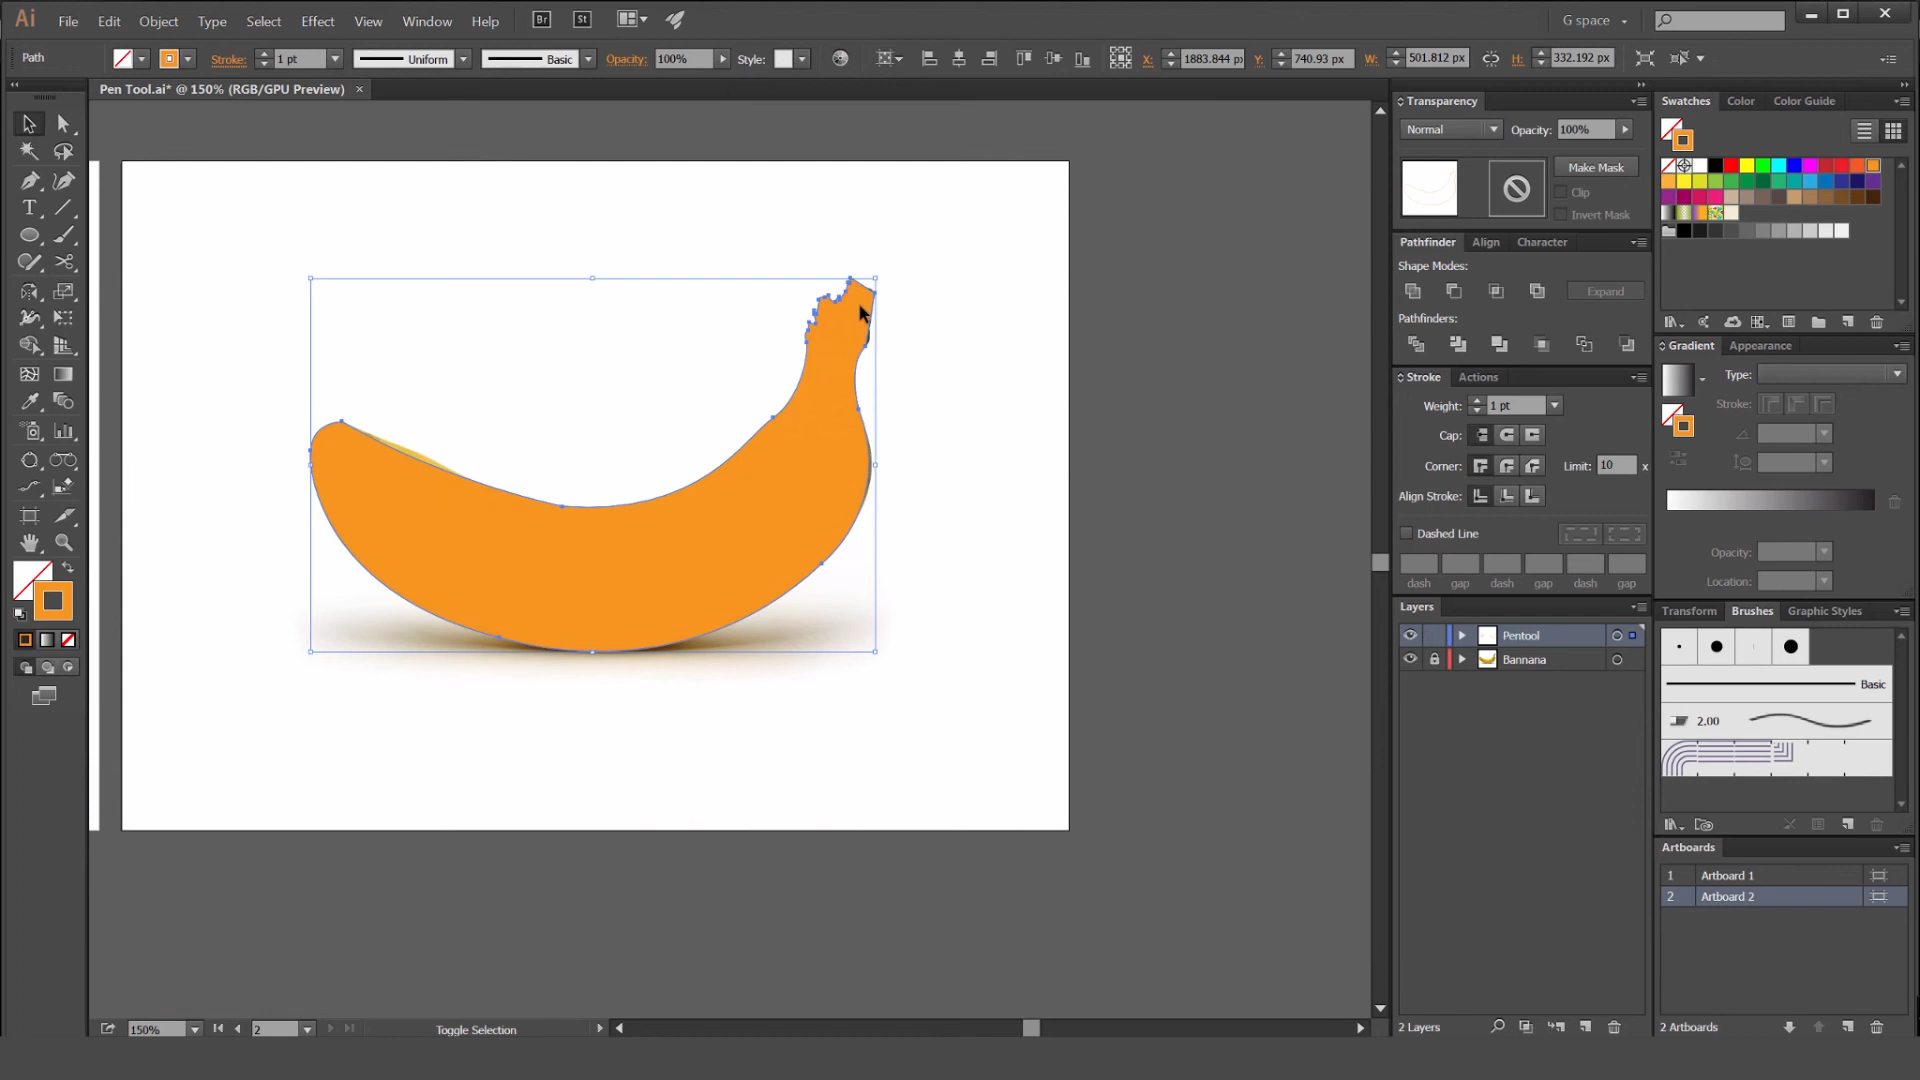 Ai File Edit Object Type Select Effect View Window Help Br St G space
Path Stroke: 1 pt Uniform Basic Opacity: 100% Style: X: 1883.844 px Y: 740.93 px W: 501.812 px H: 332.192 px
Pen Tool.ai* @ 150% (RGB/GPU Preview) ×
Transparency
Normal Opacity: 100%
Make Mask
Clip
Invert Mask
Pathfinder Align Character
Shape Modes:
Expand
Pathfinders:
Stroke Actions
Weight: 1 pt
Cap:
Corner: Limit: 10 x
Align Stroke:
Dashed Line
dash gap dash gap dash gap
Layers
Pentool
Bannana
2 Layers
Swatches Color Color Guide
Gradient Appearance
Type:
Stroke:
Opacity:
Location:
Transform Brushes Graphic Styles
Basic
2.00
Artboards
1 Artboard 1
2 Artboard 2
2 Artboards
T
150% 2 Toggle Selection